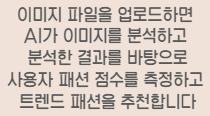 이미지 파일을 업로드하면
AI가 이미지를 분석하고
분석한 결과를 바탕으로
사용자 패션 점수를 측정하고
트렌드 패션을 추천합니다